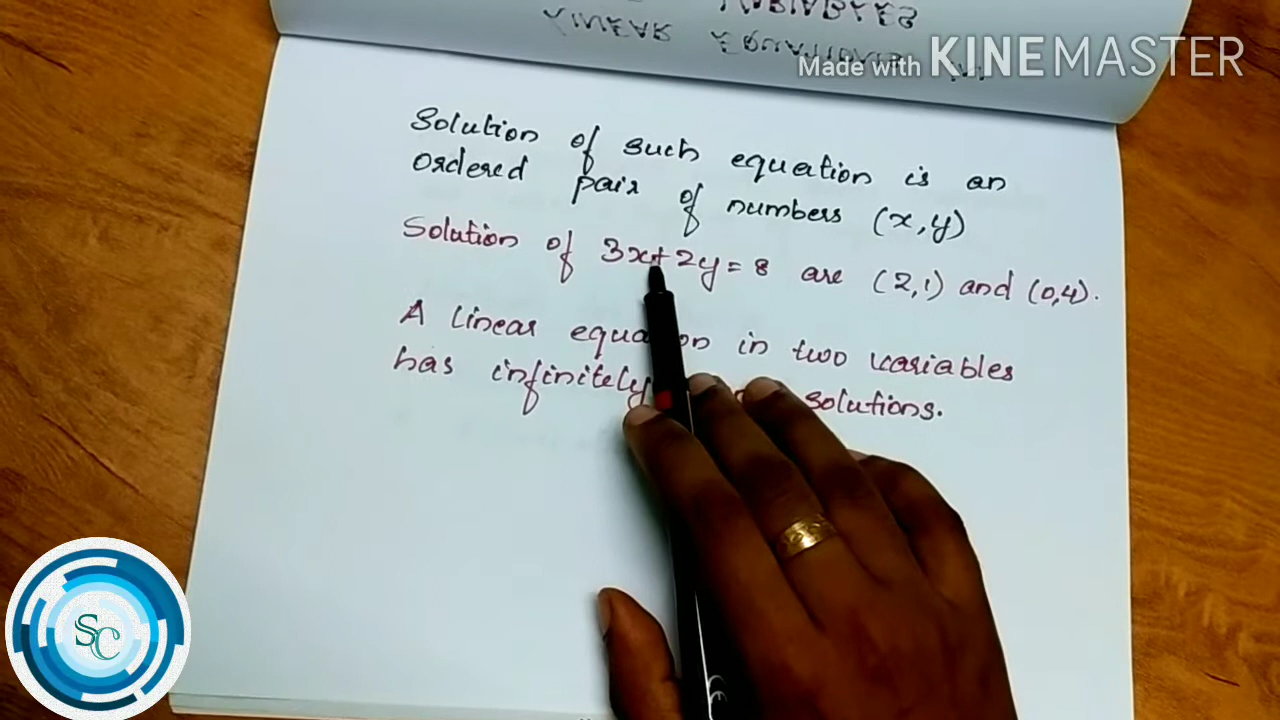 Made with KINEMASTER
Solution of such equation is an
ordered pair of numbers (x,y)
Solution of 3x+2y=8 are (2,1) and (0,4).
A linear equation in two variables
has infinitely solutions.
SC